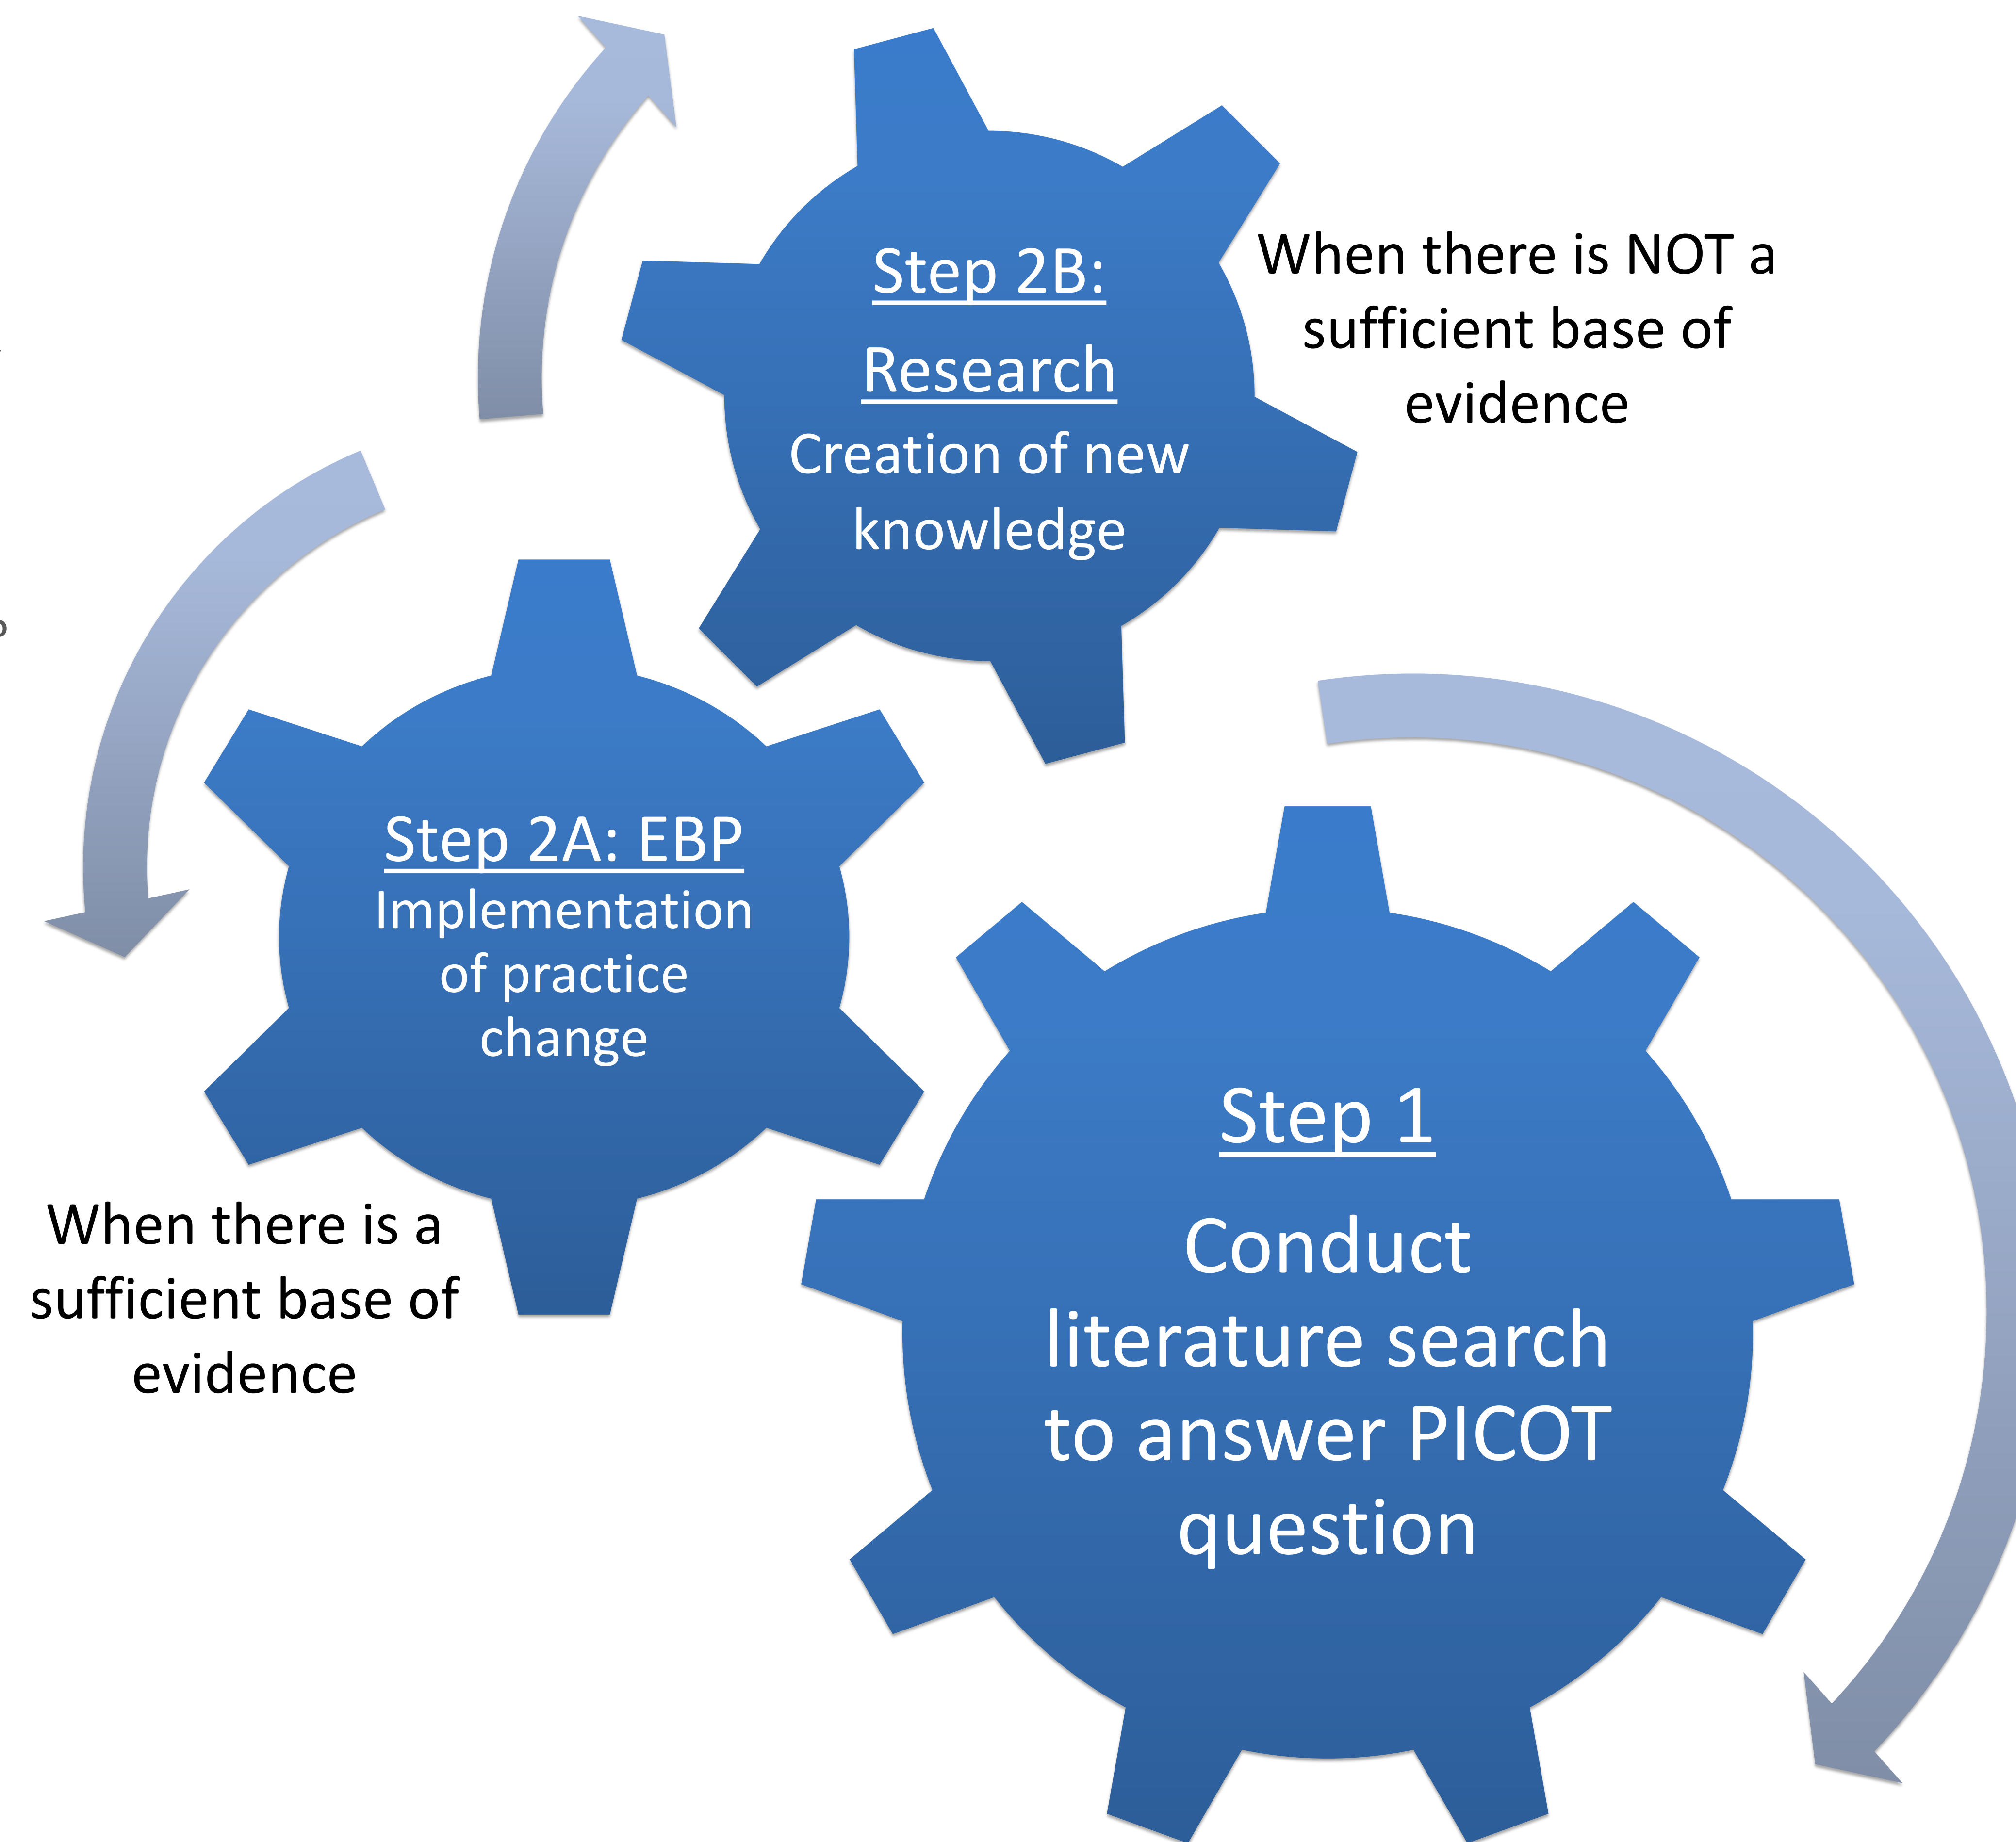 Step 2B:
Research
Creation of new
knowledge
When there is NOT a
sufficient base of
evidence
Step 2A: EBP
Implementation
of practice
change
When there is a
sufficient base of
evidence
Step 1
Conduct
literature search
to answer PICOT
question